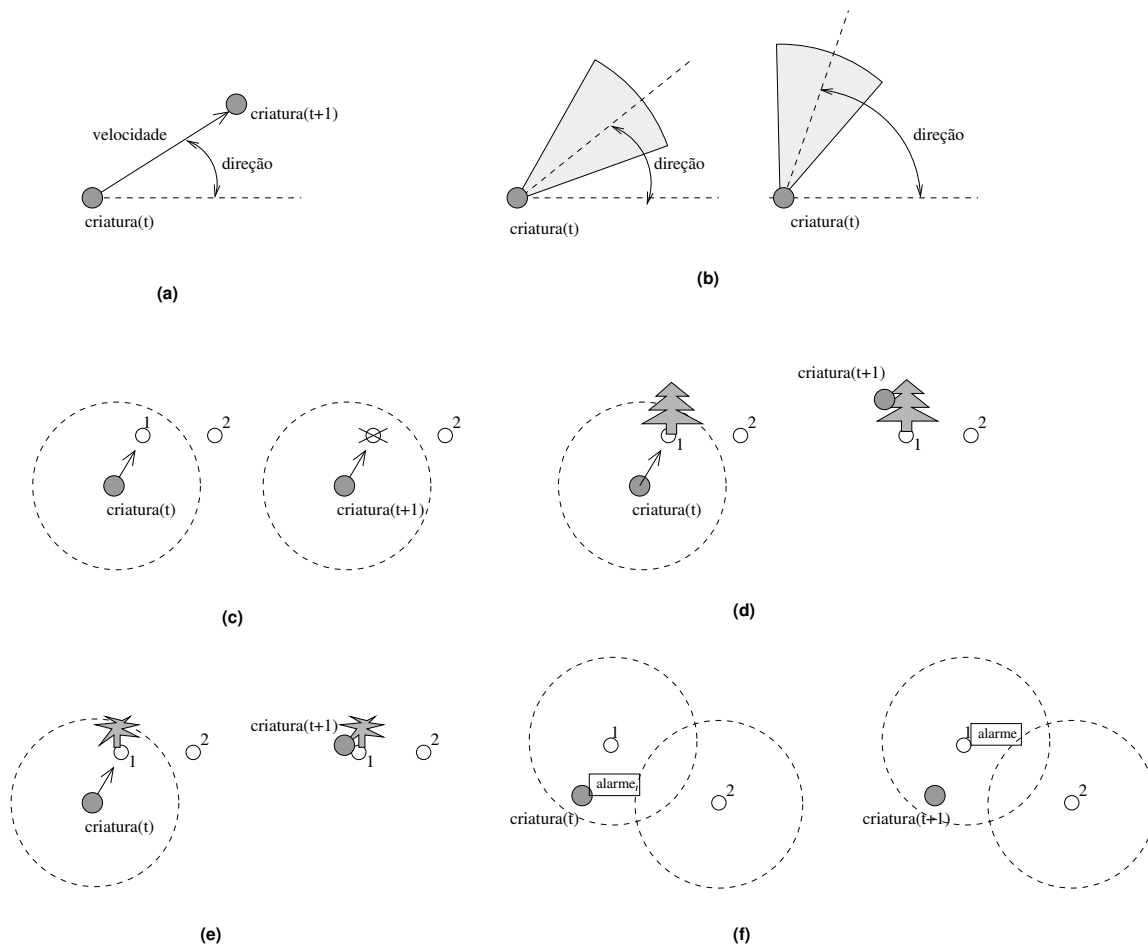 criatura(t+1)
velocidade
direção
criatura(t)
(a)
direção
criatura(t)
direção
criatura(t)
(b)
1
2
criatura(t)
2
criatura(t+1)
(c)
1
2
criatura(t)
criatura(t+1)
1
2
(d)
1
2
criatura(t)
criatura(t+1)
1
2
(e)
1
alarme
criatura(t)
2
1
alarme
criatura(t+1)
2
(f)